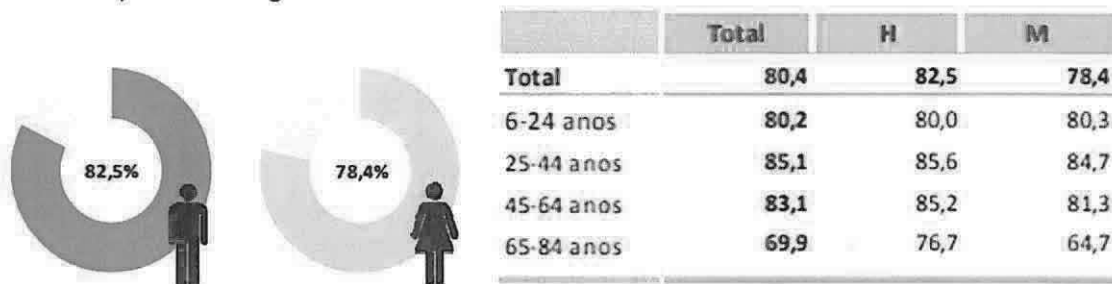 82,5%
78,4%
Total H M
Total 80,4 82,5 78,4
6-24 anos 80,2 80,0 80,3
25-44 anos 85,1 85,6 84,7
45-64 anos 83,1 85,2 81,3
65-84 anos 69,9 76,7 64,7